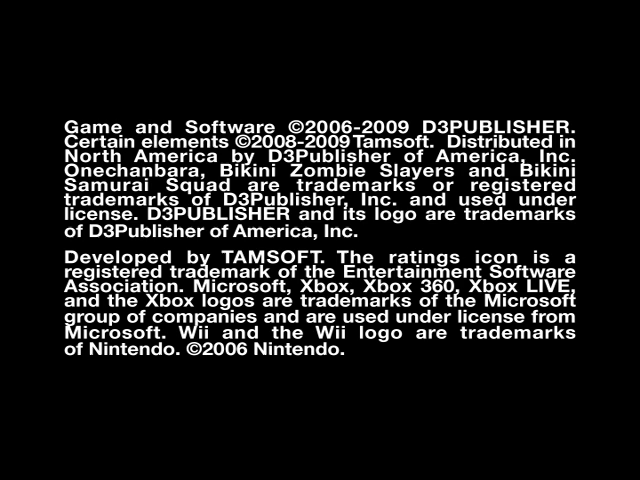 Game and Software ©2006-2009 D3PUBLISHER.
Certain elements ©2008-2009 Tamsoft. Distributed in
North America by D3Publisher of America, Inc.
Onechanbara, Bikini Zombie Slayers and Bikini
Samurai Squad are trademarks or registered
trademarks of D3Publisher, Inc. and used under
license. D3PUBLISHER and its logo are trademarks
of D3Publisher of America, Inc.
Developed by TAMSOFT. The ratings icon is a
registered trademark of the Entertainment Software
Association. Microsoft, Xbox, Xbox 360, Xbox LIVE,
and the Xbox logos are trademarks of the Microsoft
group of companies and are used under license from
Microsoft. Wii and the Wii logo are trademarks
of Nintendo. ©2006 Nintendo.